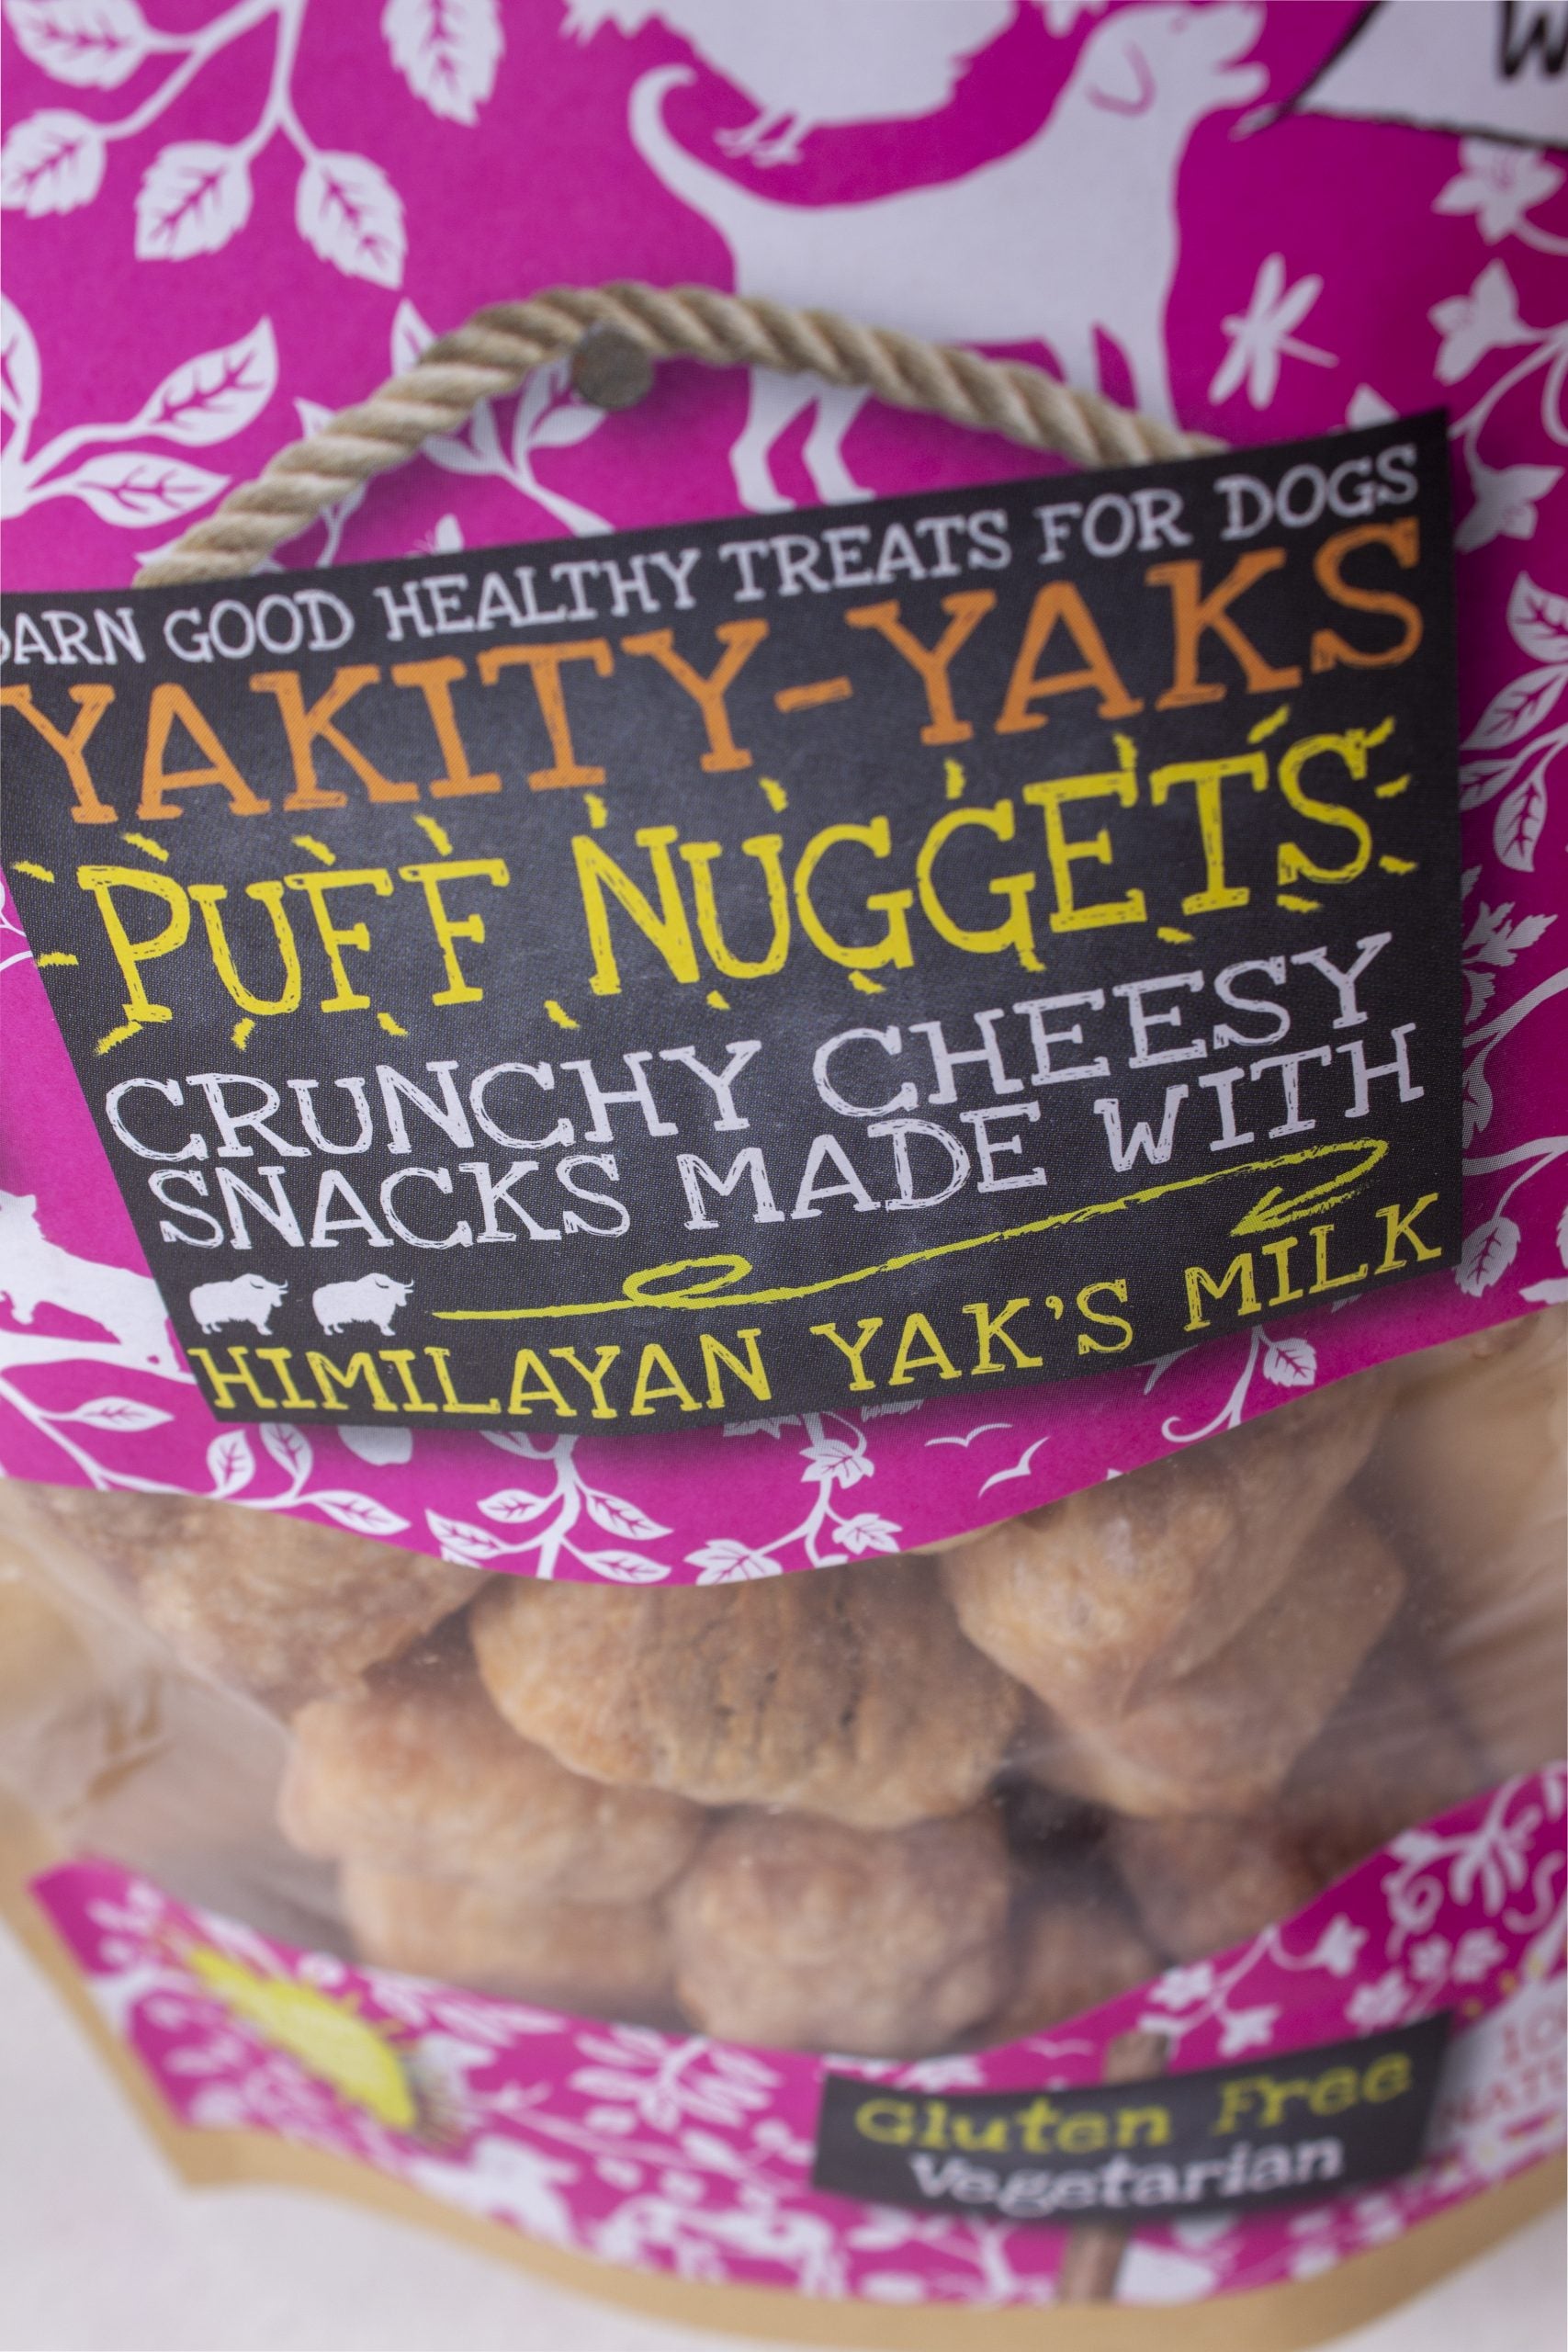 DARN GOOD HEALTHY TREATS FOR DOGS
YAKITY-YAKS
PUFF NUGGETS
CRUNCHY CHEESY
SNACKS MADE WITH
HIMILAYAN YAK'S MILK
Gluten Free
Vegetarian